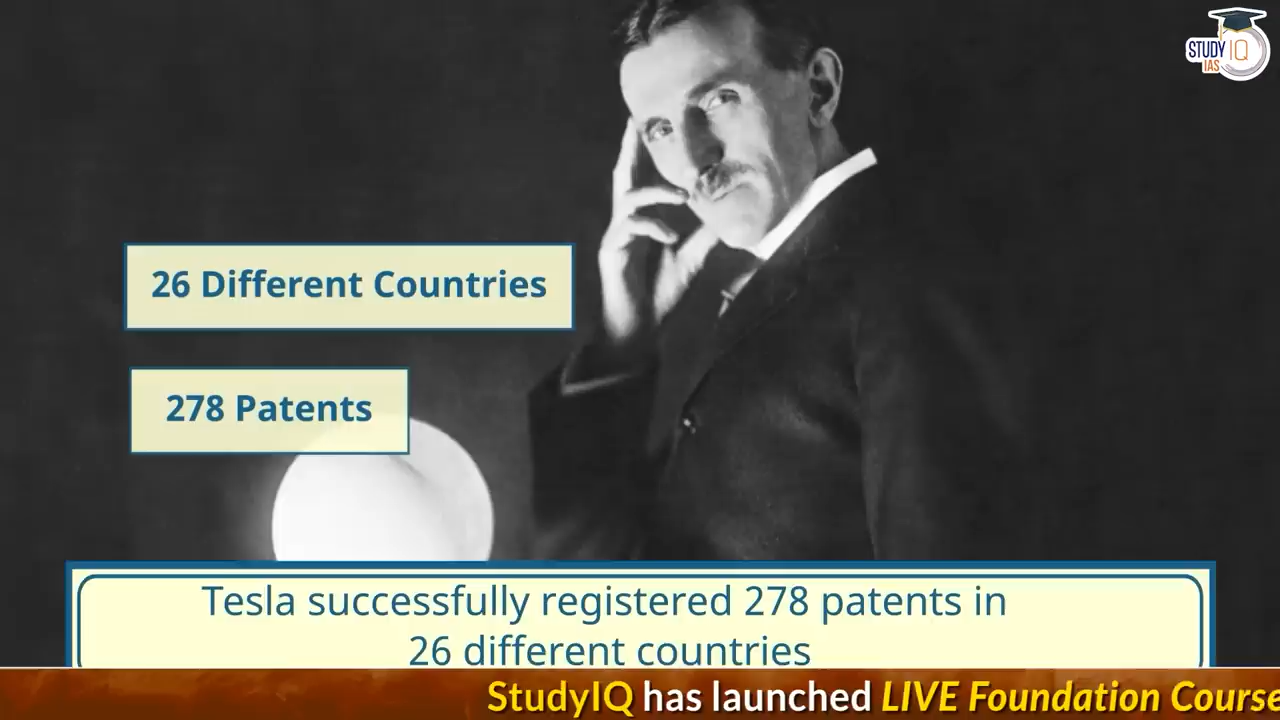 STUDY IQ
IAS
26 Different Countries
278 Patents
Tesla successfully registered 278 patents in
26 different countries
StudyIQ has launched LIVE Foundation Course